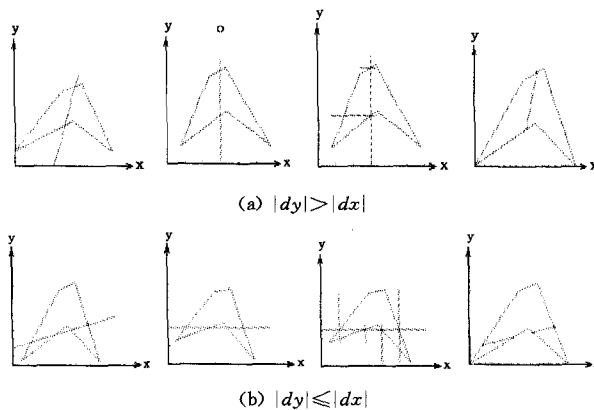 y y y y
o
x x x x
(a) |dy|>|dx|
y y y y
x x x x
(b) |dy|≤|dx|